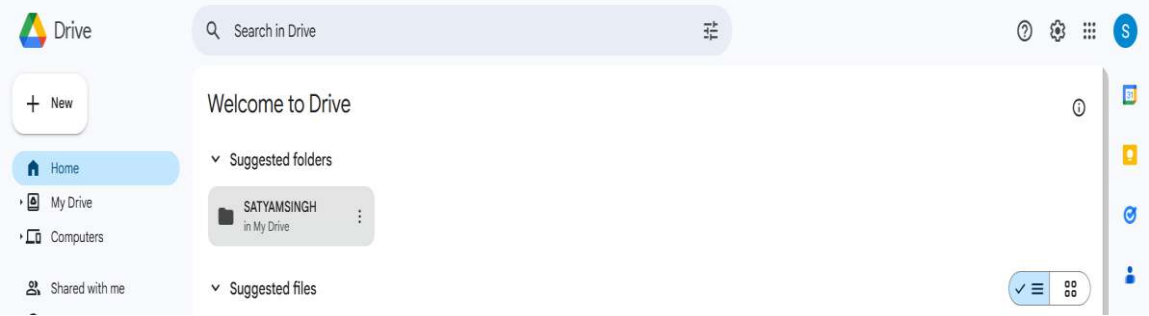 Drive
Search in Drive
S
New
Welcome to Drive
31
Home
Suggested folders
My Drive
SATYAMSINGH
in My Drive
Computers
Shared with me
Suggested files